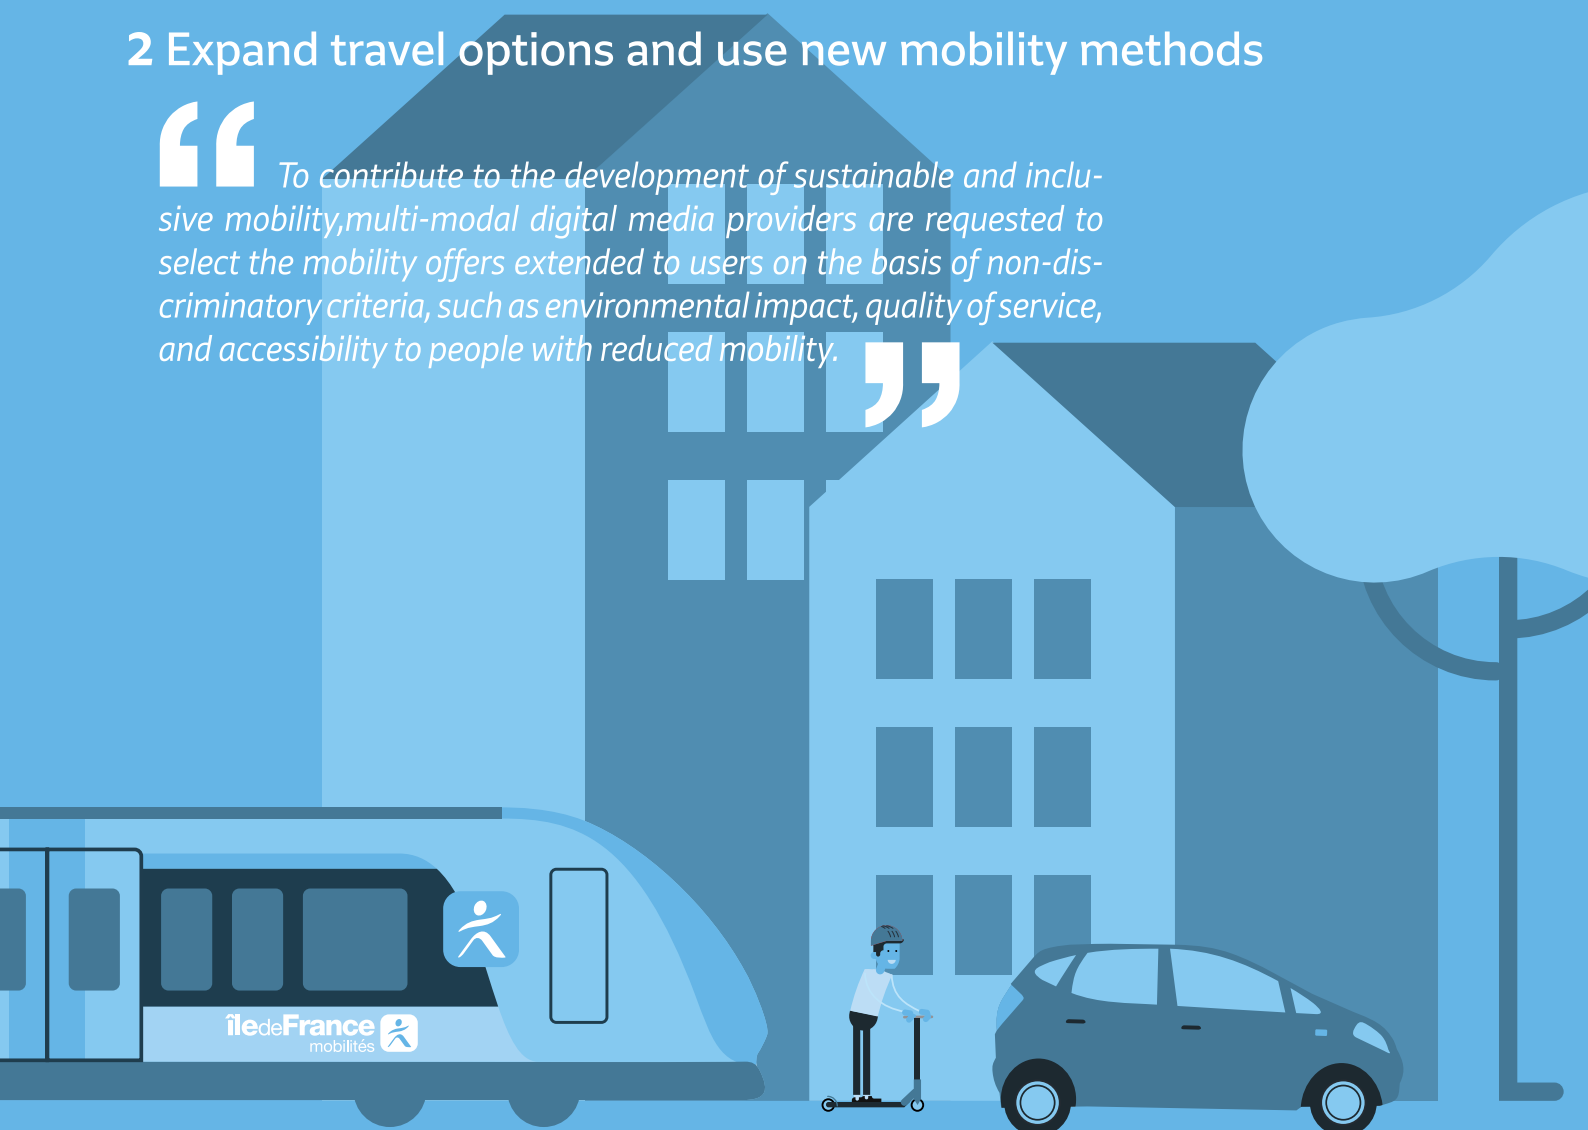 2 Expand travel options and use new mobility methods
“ To contribute to the development of sustainable and inclu-
sive mobility,multi-modal digital media providers are requested to
select the mobility offers extended to users on the basis of non-dis-
criminatory criteria, such as environmental impact, quality of service,
and accessibility to people with reduced mobility. ”
îledeFrance
mobilités